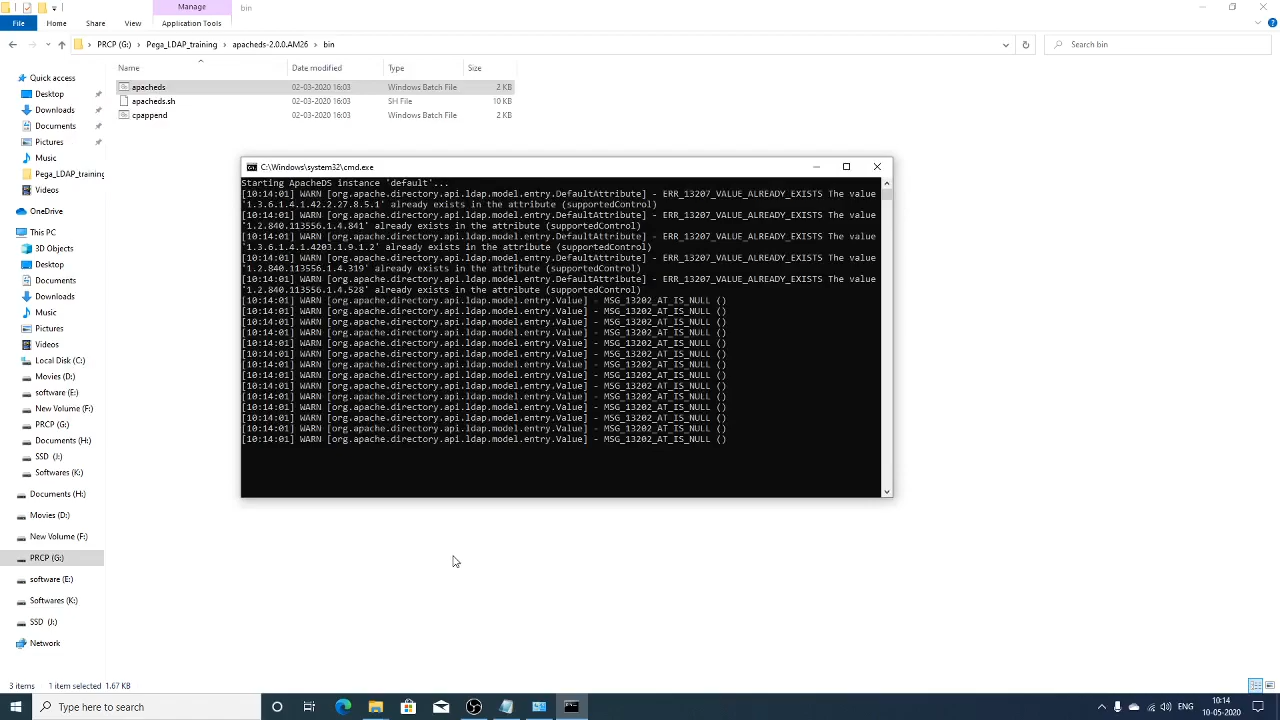 Manage
bin
File
Home
Share
View
Application Tools
PRCP (G:)
Pega_LDAP_training
apacheds-2.0.0.AM26
bin
Search bin
Name
Date modified
Type
Size
apacheds
02-03-2020 16:03
Windows Batch File
2 KB
apacheds.sh
02-03-2020 16:03
SH File
10 KB
cpappend
02-03-2020 16:03
Windows Batch File
2 KB
Quick access
Desktop
Downloads
Documents
Pictures
Music
Pega_LDAP_training
Videos
OneDrive
This PC
3D Objects
Desktop
Documents
Downloads
Music
Pictures
Videos
Local Disk (C:)
Movies (D:)
software (E:)
New Volume (F:)
PRCP (G:)
Documents (H:)
SSD (J:)
Softwares (K:)
Documents (H:)
Movies (D:)
New Volume (F:)
PRCP (G:)
software (E:)
Softwares (K:)
SSD (J:)
Network
C:\Windows\system32\cmd.exe
Starting ApacheDS instance 'default'...
[10:14:01] WARN [org.apache.directory.api.ldap.model.entry.DefaultAttribute] - ERR_13207_VALUE_ALREADY_EXISTS The value
'1.3.6.1.4.1.42.2.27.8.5.1' already exists in the attribute (supportedControl)
[10:14:01] WARN [org.apache.directory.api.ldap.model.entry.DefaultAttribute] - ERR_13207_VALUE_ALREADY_EXISTS The value
'1.2.840.113556.1.4.841' already exists in the attribute (supportedControl)
[10:14:01] WARN [org.apache.directory.api.ldap.model.entry.DefaultAttribute] - ERR_13207_VALUE_ALREADY_EXISTS The value
'1.3.6.1.4.1.4203.1.9.1.2' already exists in the attribute (supportedControl)
[10:14:01] WARN [org.apache.directory.api.ldap.model.entry.DefaultAttribute] - ERR_13207_VALUE_ALREADY_EXISTS The value
'1.2.840.113556.1.4.319' already exists in the attribute (supportedControl)
[10:14:01] WARN [org.apache.directory.api.ldap.model.entry.DefaultAttribute] - ERR_13207_VALUE_ALREADY_EXISTS The value
'1.2.840.113556.1.4.528' already exists in the attribute (supportedControl)
[10:14:01] WARN [org.apache.directory.api.ldap.model.entry.Value] - MSG_13202_AT_IS_NULL ()
[10:14:01] WARN [org.apache.directory.api.ldap.model.entry.Value] - MSG_13202_AT_IS_NULL ()
[10:14:01] WARN [org.apache.directory.api.ldap.model.entry.Value] - MSG_13202_AT_IS_NULL ()
[10:14:01] WARN [org.apache.directory.api.ldap.model.entry.Value] - MSG_13202_AT_IS_NULL ()
[10:14:01] WARN [org.apache.directory.api.ldap.model.entry.Value] - MSG_13202_AT_IS_NULL ()
[10:14:01] WARN [org.apache.directory.api.ldap.model.entry.Value] - MSG_13202_AT_IS_NULL ()
[10:14:01] WARN [org.apache.directory.api.ldap.model.entry.Value] - MSG_13202_AT_IS_NULL ()
[10:14:01] WARN [org.apache.directory.api.ldap.model.entry.Value] - MSG_13202_AT_IS_NULL ()
[10:14:01] WARN [org.apache.directory.api.ldap.model.entry.Value] - MSG_13202_AT_IS_NULL ()
[10:14:01] WARN [org.apache.directory.api.ldap.model.entry.Value] - MSG_13202_AT_IS_NULL ()
[10:14:01] WARN [org.apache.directory.api.ldap.model.entry.Value] - MSG_13202_AT_IS_NULL ()
[10:14:01] WARN [org.apache.directory.api.ldap.model.entry.Value] - MSG_13202_AT_IS_NULL ()
[10:14:01] WARN [org.apache.directory.api.ldap.model.entry.Value] - MSG_13202_AT_IS_NULL ()
[10:14:01] WARN [org.apache.directory.api.ldap.model.entry.Value] - MSG_13202_AT_IS_NULL ()
3 items
1 item selected 1.67 KB
Type here to search
ENG
10:14
10-05-2020